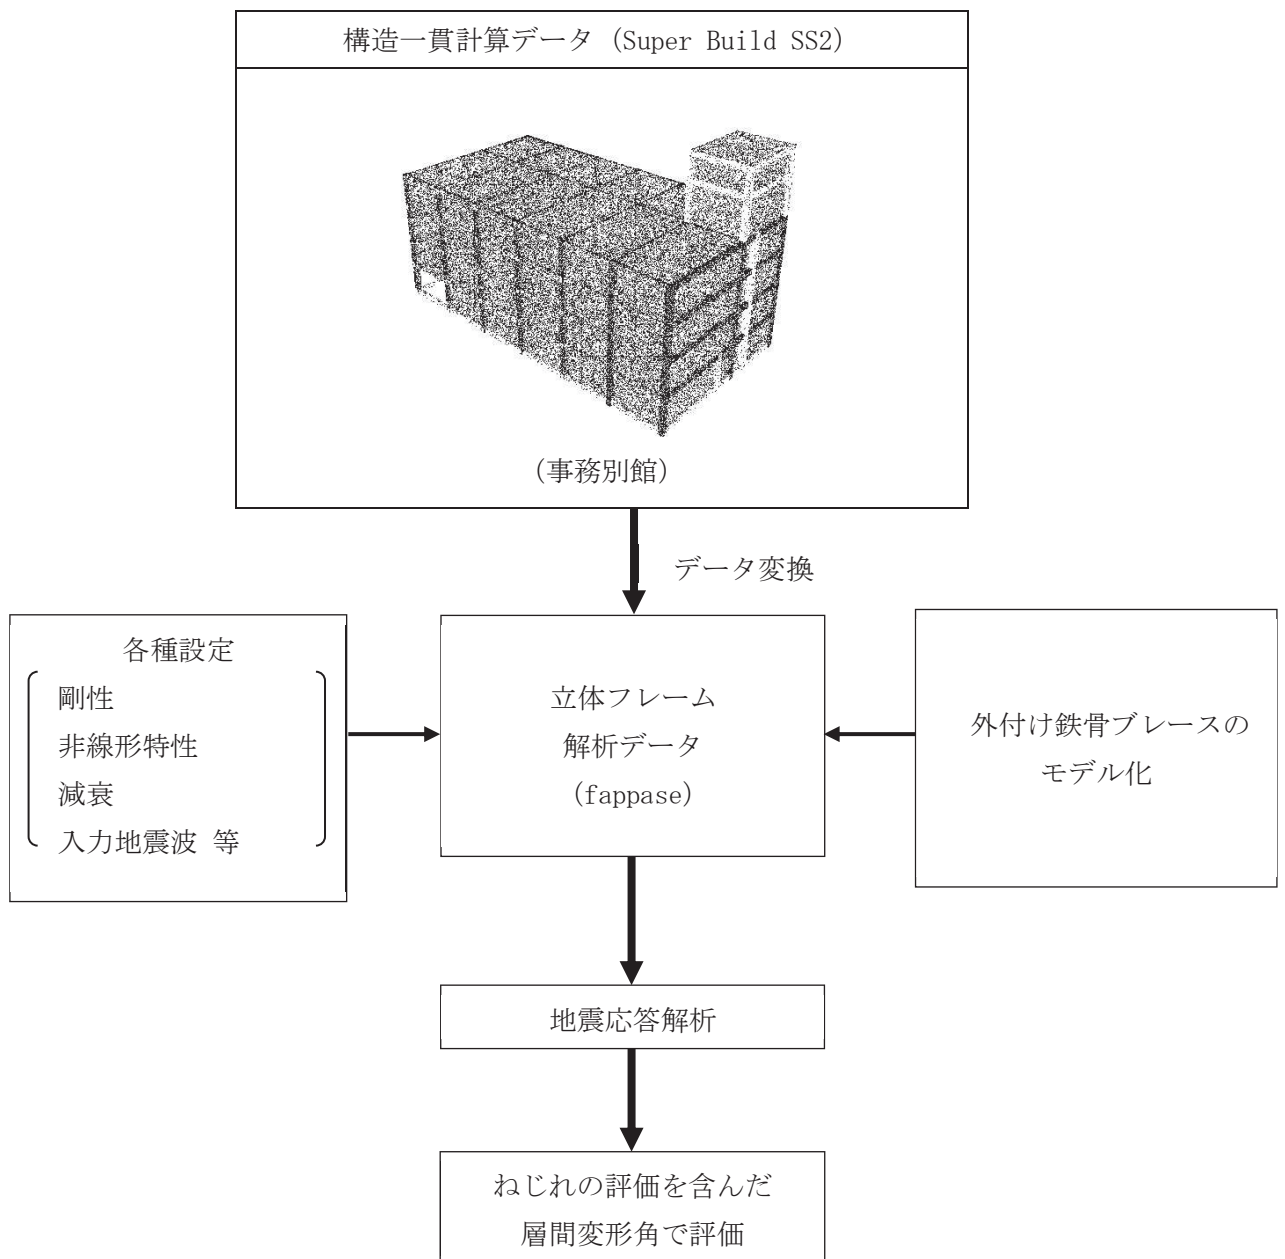 構造一貫計算データ (Super Build SS2)
(事務別館)
データ変換
各種設定
剛性
非線形特性
減衰
入力地震波 等
立体フレーム
解析データ
(fappase)
外付け鉄骨ブレースの
モデル化
地震応答解析
ねじれの評価を含んだ
層間変形角で評価